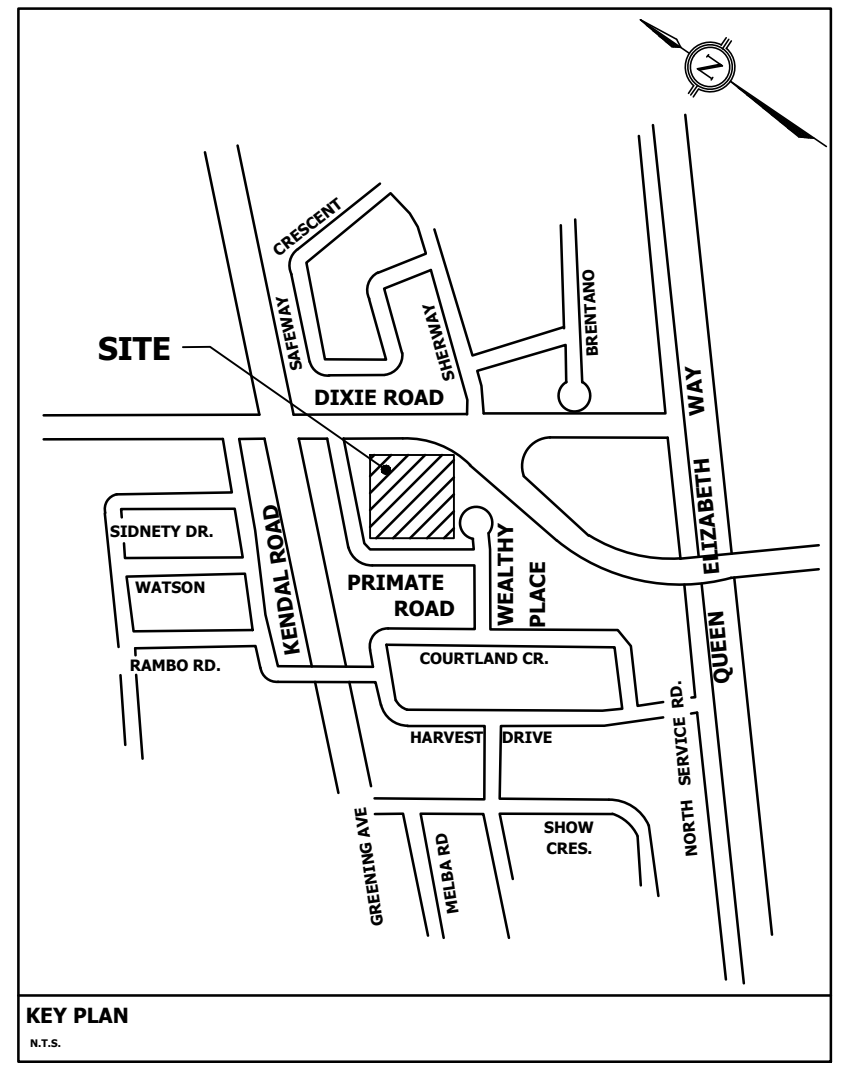 N
CRESCENT
SAFEWAY
SHERWAY
BRENTANO
SITE
DIXIE ROAD
QUEEN ELIZABETH WAY
SIDNETY DR.
WATSON
RAMBO RD.
KENDAL ROAD
PRIMATE
ROAD
WEALTHY
PLACE
COURTLAND CR.
HARVEST DRIVE
NORTH SERVICE RD.
GREENING AVE
MELBA RD
SHOW
CRES.
KEY PLAN
N.T.S.